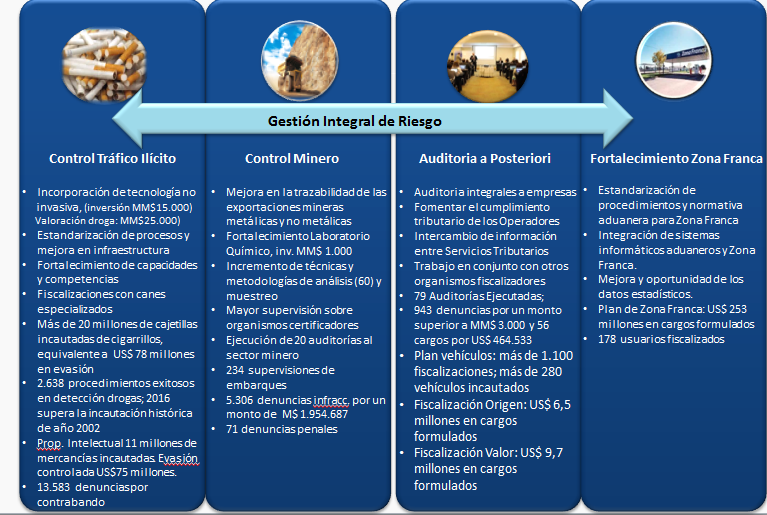 Gestión Integral de Riesgo
Control Tráfico Ilícito
• Incorporación de tecnología no
invasiva, (inversión MM$15.000)
Valoración droga: MM$25.000)
• Estandarización de procesos y
mejora en infraestructura
• Fortalecimiento de capacidades
y competencias
• Fiscalizaciones con canes
especializados
• Más de 20 millones de cajetillas
incautadas de cigarrillos,
equivalente a US$ 78 millones
en evasión
• 2.638 procedimientos exitosos
en detección drogas; 2016
supera la incautación histórica
de año 2002
• Prop. Intelectual 11 millones de
mercancías incautadas. Evasión
controlada US$75 millones.
• 13.583 denunciaspor
contrabando
Control Minero
• Mejora en la trazabilidad de las
exportaciones mineras
metálicas y no metálicas
• Fortalecimiento Laboratorio
Químico, inv. MM$ 1.000
• Incremento de técnicas y
metodologías de análisis (60) y
muestreo
• Mayor supervisión sobre
organismos certificadores
• Ejecución de 20 auditorías al
sector minero
• 234 supervisiones de
embarques
• 5.306 denuncias infracc, por un
monto de M$ 1.954.687
• 71 denuncias penales
Auditoria a Posteriori
• Auditoria integrales a empresas
• Fomentar el cumplimiento
tributario de los Operadores
• Intercambio de información
entre Servicios Tributarios
• Trabajo en conjunto con otros
organismos fiscalizadores
• 79 Auditorías Ejecutadas;
• 943 denuncias por un monto
superior a MM$ 3.000 y 56
cargos por US$ 464.533
• Plan vehículos: más de 1.100
fiscalizaciones; más de 280
vehículos incautados
• Fiscalización Origen: US$ 6,5
millones en cargos
formulados
• Fiscalización Valor: US$ 9,7
millones en cargos
formulados
Zona Franca
Fortalecimiento Zona Franca
• Estandarización de
procedimientos y normativa
aduanera para Zona Franca
• Integración de sistemas
informáticos aduaneros y Zona
Franca.
• Mejora y oportunidad de los
datos estadísticos.
• Plan de Zona Franca: US$ 253
millones en cargos formulados
• 178 usuarios fiscalizados